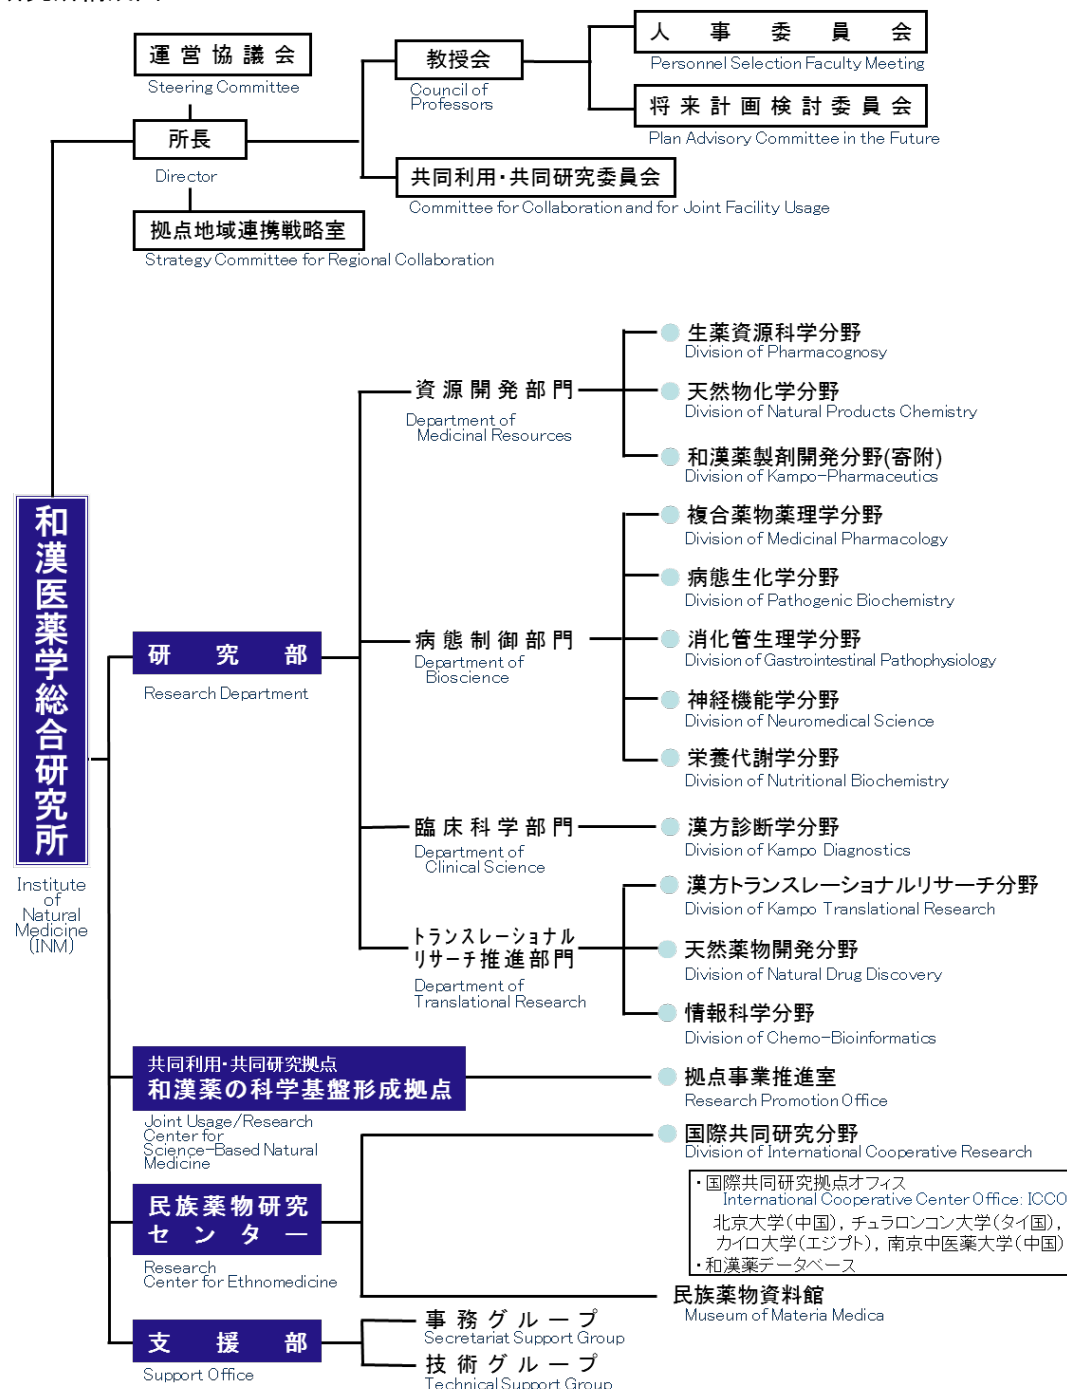 運営協議会
Steering Committee
所長
Director
拠点地域連携戦略室
Strategy Committee for Regional Collaboration
教授会
Council of
Professors
人事委員会
Personnel Selection Faculty Meeting
将来計画検討委員会
Plan Advisory Committee in the Future
共同利用・共同研究委員会
Committee for Collaboration and for Joint Facility Usage
和漢医薬学総合研究所
Institute
of
Natural
Medicine
(INM)
研究部
Research Department
資源開発部門
Department of
Medicinal Resources
生薬資源科学分野
Division of Pharmacognosy
天然物化学分野
Division of Natural Products Chemistry
和漢薬製剤開発分野(寄附)
Division of Kampo-Pharmaceutics
病態制御部門
Department of
Bioscience
複合薬物薬理学分野
Division of Medicinal Pharmacology
病態生化学分野
Division of Pathogenic Biochemistry
消化管生理学分野
Division of Gastrointestinal Pathophysiology
神経機能学分野
Division of Neuromedical Science
栄養代謝学分野
Division of Nutritional Biochemistry
臨床科学部門
Department of
Clinical Science
漢方診断学分野
Division of Kampo Diagnostics
トランスレーショナル
リサーチ推進部門
Department of
Translational Research
漢方トランスレーショナルリサーチ分野
Division of Kampo Translational Research
天然薬物開発分野
Division of Natural Drug Discovery
情報科学分野
Division of Chemo-Bioinformatics
共同利用・共同研究拠点
和漢薬の科学基盤形成拠点
Joint Usage/Research
Center for
Science-Based Natural
Medicine
拠点事業推進室
Research Promotion Office
民族薬物研究
センター
Research
Center for Ethnomedicine
国際共同研究分野
Division of International Cooperative Research
・国際共同研究拠点オフィス
International Cooperative Center Office: ICCO
北京大学(中国), チュラロンコン大学(タイ国),
カイロ大学(エジプト), 南京中医薬大学(中国)
・和漢薬データベース
民族薬物資料館
Museum of Materia Medica
支援部
Support Office
事務グループ
Secretariat Support Group
技術グループ
Technical Support Group